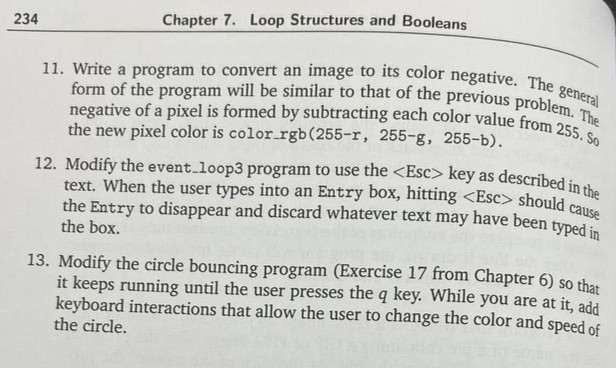 234
Chapter 7. Loop Structures and Booleans
11. Write a program to convert an image to its color negative. The general
form of the program will be similar to that of the previous problem. The
negative of a pixel is formed by subtracting each color value from 255. So
the new pixel color is color_rgb(255-r, 255-g, 255-b).
12. Modify the event_loop3 program to use the <Esc> key as described in the
text. When the user types into an Entry box, hitting <Esc> should cause
the Entry to disappear and discard whatever text may have been typed in
the box.
13. Modify the circle bouncing program (Exercise 17 from Chapter 6) so that
it keeps running until the user presses the q key. While you are at it, add
keyboard interactions that allow the user to change the color and speed of
the circle.